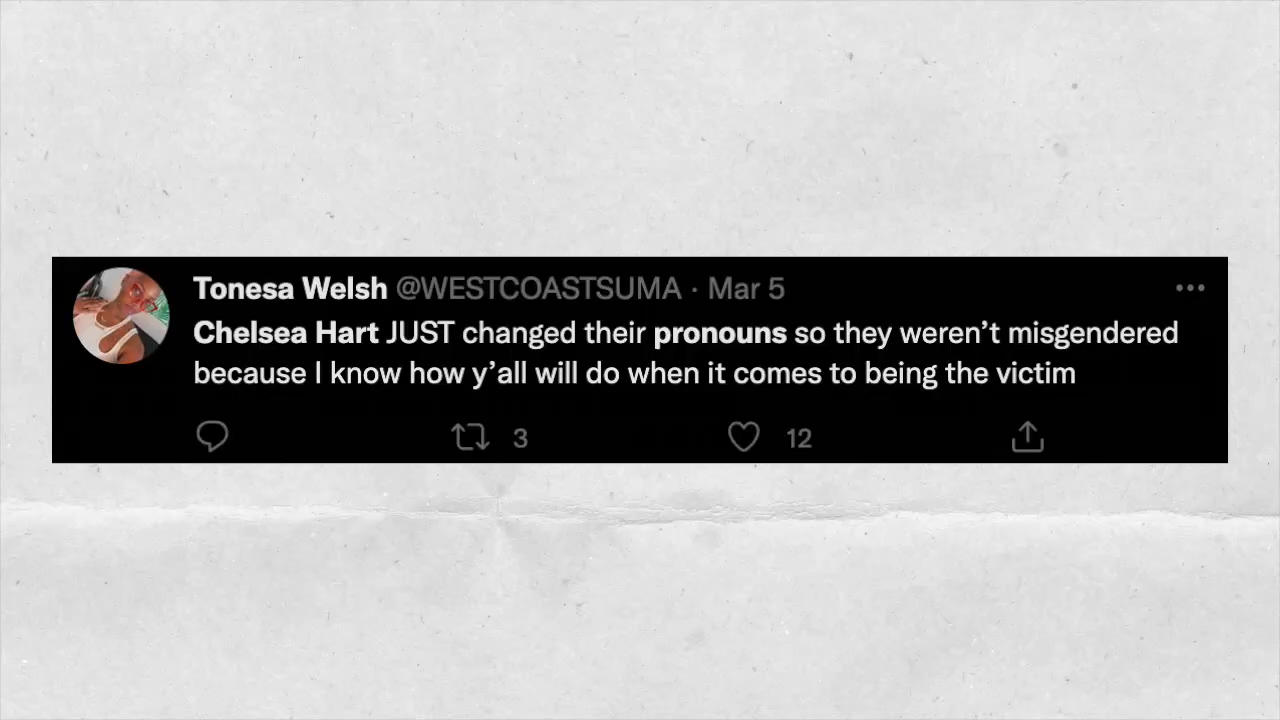 Tonesa Welsh @WESTCOASTSUMA · Mar 5
Chelsea Hart JUST changed their pronouns so they weren’t misgendered
because I know how y’all will do when it comes to being the victim
3 12